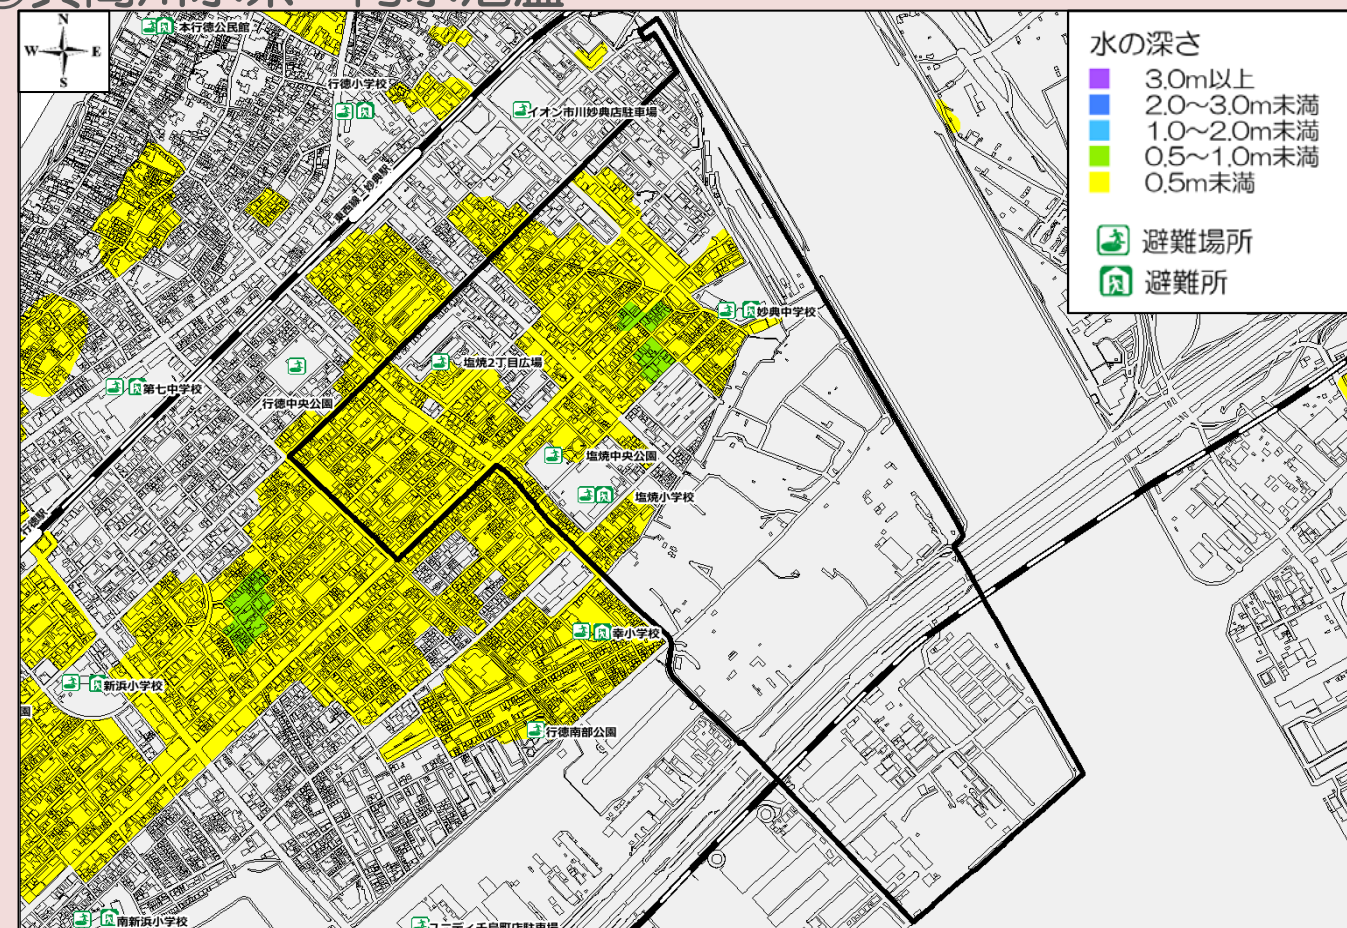 N
W E
S
本行徳公民館
行徳小学校
イオン市川妙典店駐車場
東西線 妙典駅
妙典中学校
塩焼2丁目広場
第七中学校
行徳中央公園
塩焼中央公園
塩焼小学校
行徳駅
幸小学校
新浜小学校
園
行徳南部公園
南新浜小学校
水の深さ
3.0m以上
2.0～3.0m未満
1.0～2.0m未満
0.5～1.0m未満
0.5m未満
避難場所
避難所